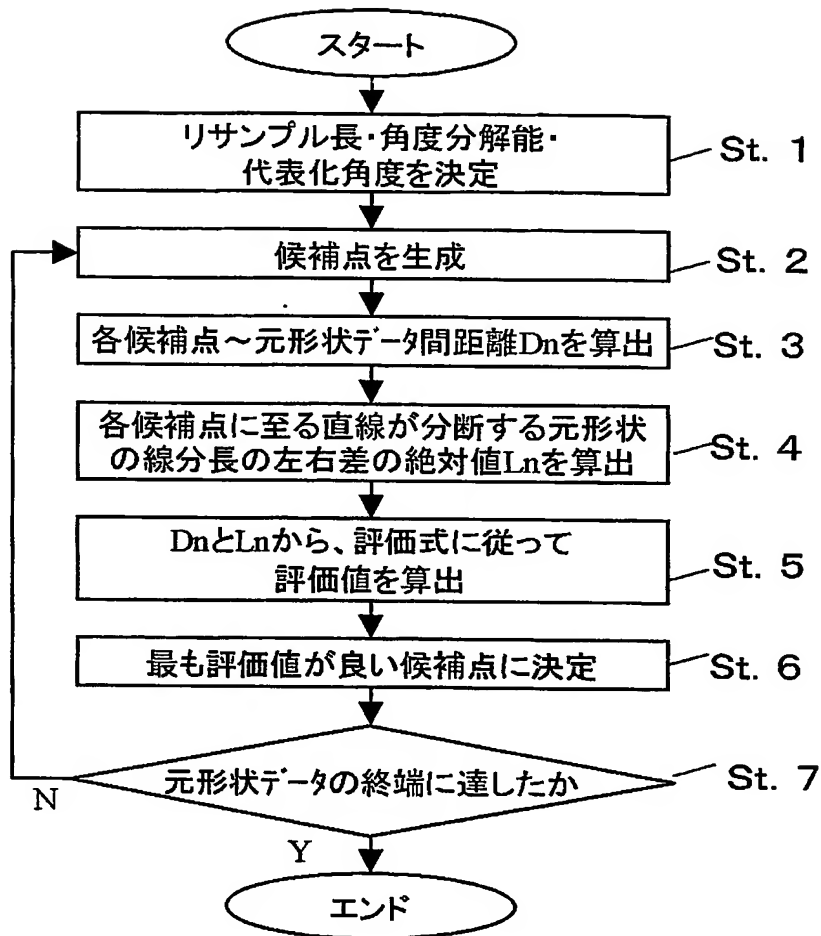 スタート
リサンプル長・角度分解能・
代表化角度を決定
St. 1
候補点を生成
St. 2
各候補点～元形状データ間距離Dnを算出
St. 3
各候補点に至る直線が分断する元形状
の線分長の左右差の絶対値Lnを算出
St. 4
DnとLnから、評価式に従って
評価値を算出
St. 5
最も評価値が良い候補点に決定
St. 6
元形状データの終端に達したか
St. 7
N
Y
エンド